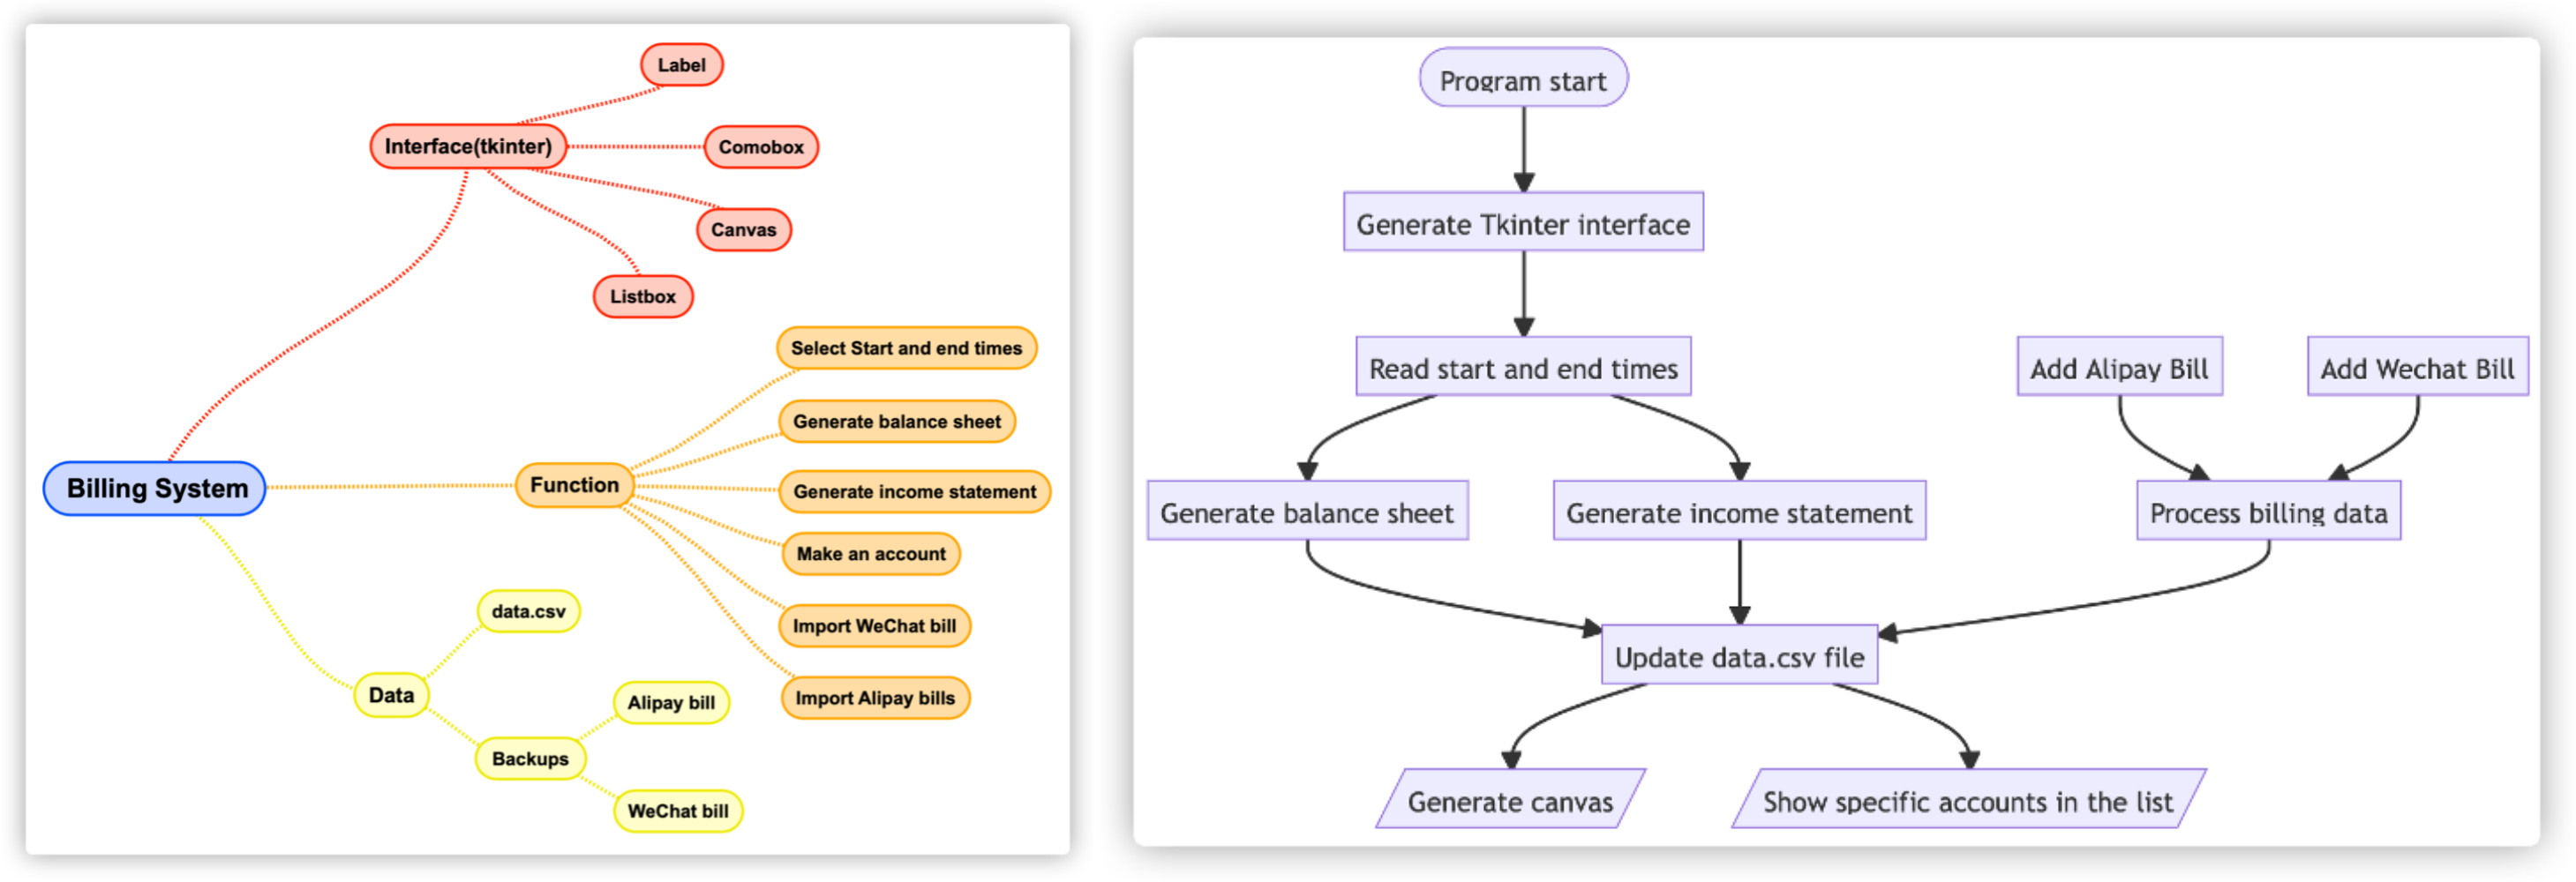 Label
Interface(tkinter)
Comobox
Canvas
Listbox
Select Start and end times
Generate balance sheet
Billing System
Function
Generate income statement
Make an account
data.csv
Import WeChat bill
Data
Alipay bill
Import Alipay bills
Backups
WeChat bill
Program start
Generate Tkinter interface
Read start and end times
Add Alipay Bill
Add Wechat Bill
Generate balance sheet
Generate income statement
Process billing data
Update data.csv file
Generate canvas
Show specific accounts in the list